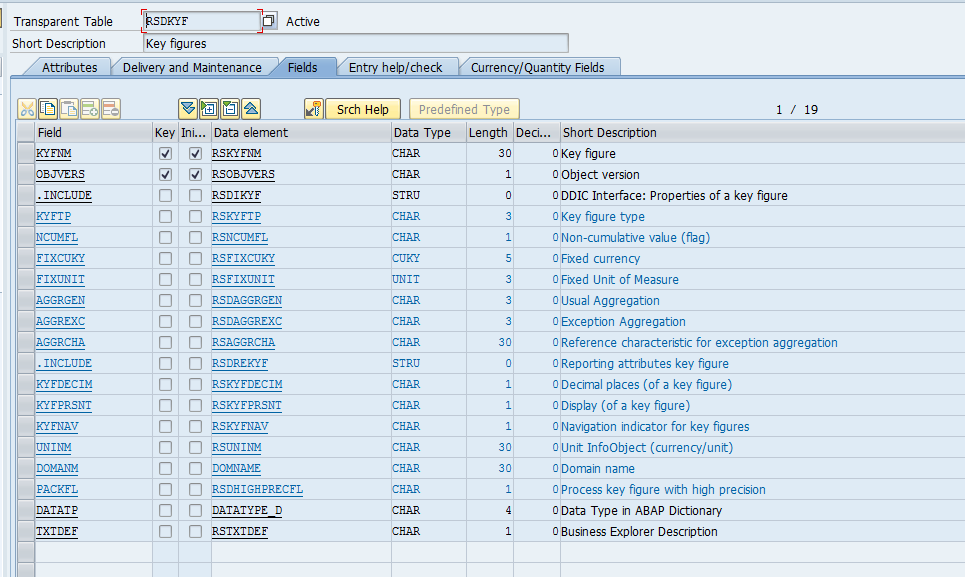 Transparent Table RSDKYF Active
Short Description Key figures
Attributes Delivery and Maintenance Fields Entry help/check Currency/Quantity Fields
Srch Help Predefined Type 1 / 19
Field Key Ini... Data element Data Type Length Deci... Short Description
KYFNM RSKYFNM CHAR 30 0 Key figure
OBJVERS RSOBJVERS CHAR 1 0 Object version
.INCLUDE RSDIKYF STRU 0 0 DDIC Interface: Properties of a key figure
KYFTP RSKYFTP CHAR 3 0 Key figure type
NCUMFL RSNCUMFL CHAR 1 0 Non-cumulative value (flag)
FIXCUKY RSFIXCUKY CUKY 5 0 Fixed currency
FIXUNIT RSFIXUNIT UNIT 3 0 Fixed Unit of Measure
AGGRGEN RSDAGGRGEN CHAR 3 0 Usual Aggregation
AGGREXC RSDAGGREXC CHAR 3 0 Exception Aggregation
AGGRCHA RSAGGRCHA CHAR 30 0 Reference characteristic for exception aggregation
.INCLUDE RSDREKYF STRU 0 0 Reporting attributes key figure
KYFDECIM RSKYFDECIM CHAR 1 0 Decimal places (of a key figure)
KYFPRSNT RSKYFPRSNT CHAR 1 0 Display (of a key figure)
KYFNAV RSKYFNAV CHAR 1 0 Navigation indicator for key figures
UNINM RSUNINM CHAR 30 0 Unit InfoObject (currency/unit)
DOMANM DOMNAME CHAR 30 0 Domain name
PACKFL RSDHIGHPRECFL CHAR 1 0 Process key figure with high precision
DATATP DATATYPE_D CHAR 4 0 Data Type in ABAP Dictionary
TXTDEF RSTXTDEF CHAR 1 0 Business Explorer Description